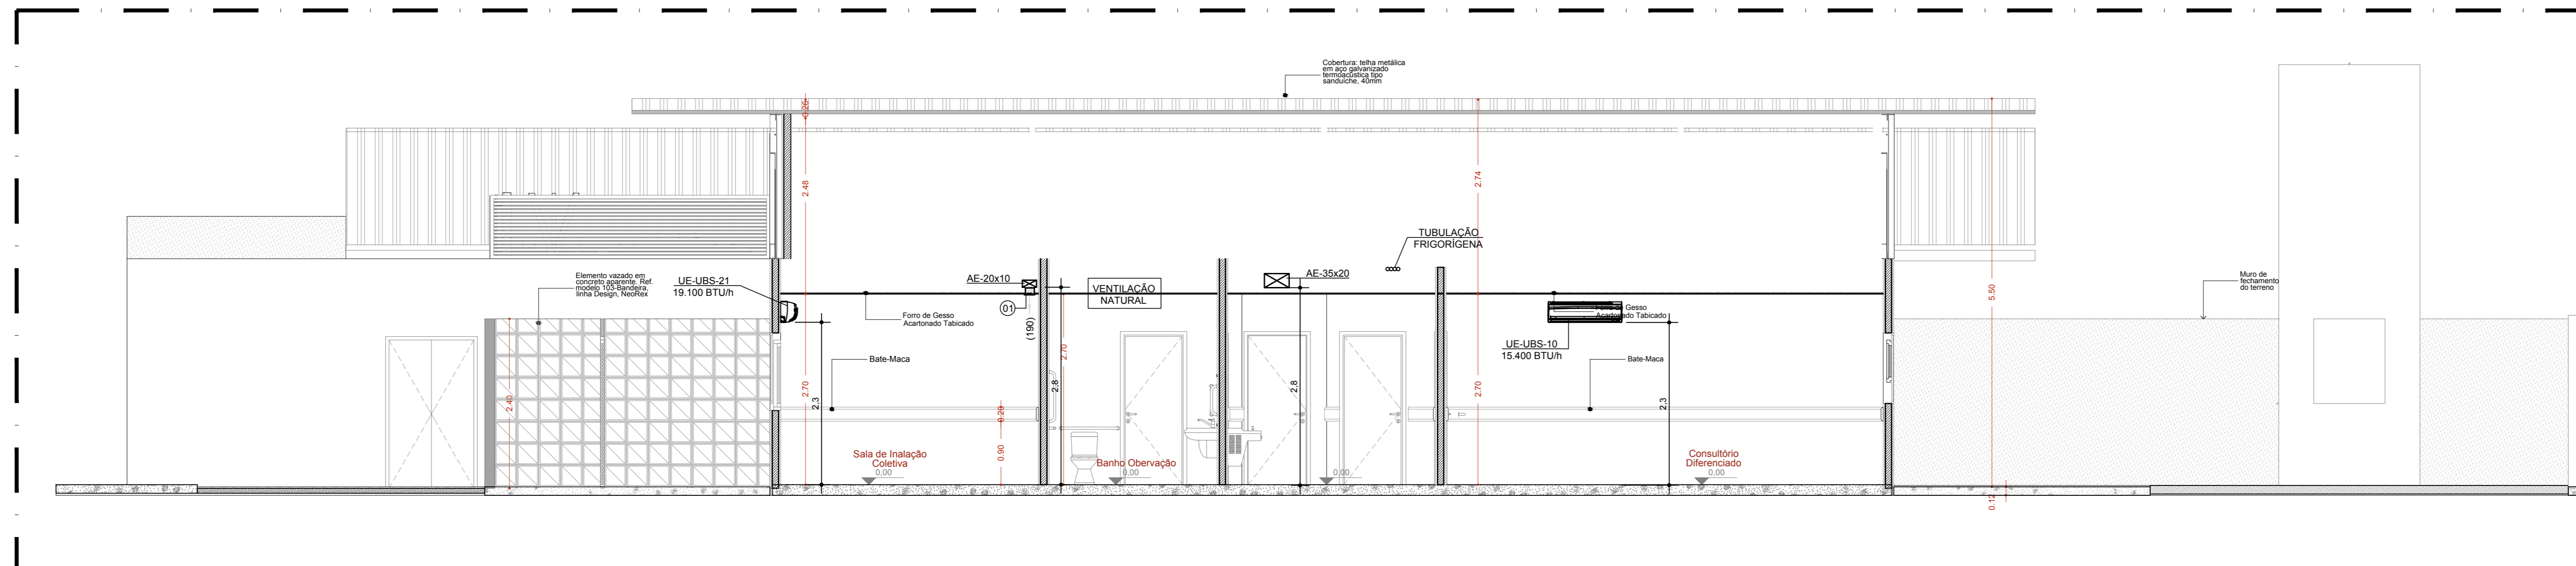 Cobertura: telha metálica
em aço galvanizado
termoacústica tipo
sanduíche, 40mm
0.26
2.48
2.74
TUBULAÇÃO
FRIGORÍGENA
Elemento vazado em
concreto aparente. Ref.
modelo 103-Bandeira,
linha Design, NeoRex
UE-UBS-21
19.100 BTU/h
AE-20x10
VENTILAÇÃO
NATURAL
AE-35x20
Muro de
fechamento
do terreno
5.50
01
(190)
Forro de Gesso
Acartonado Tabicado
Gesso
Acartonado Tabicado
UE-UBS-10
15.400 BTU/h
2.70
Bate-Maca
Bate-Maca
2.40
2.70
2,3
2,8
2,8
2.70
2,3
0.20
0.90
Sala de Inalação
Coletiva
0,00
Banho Obervação
0,00
0,00
Consultório
Diferenciado
0,00
0.12